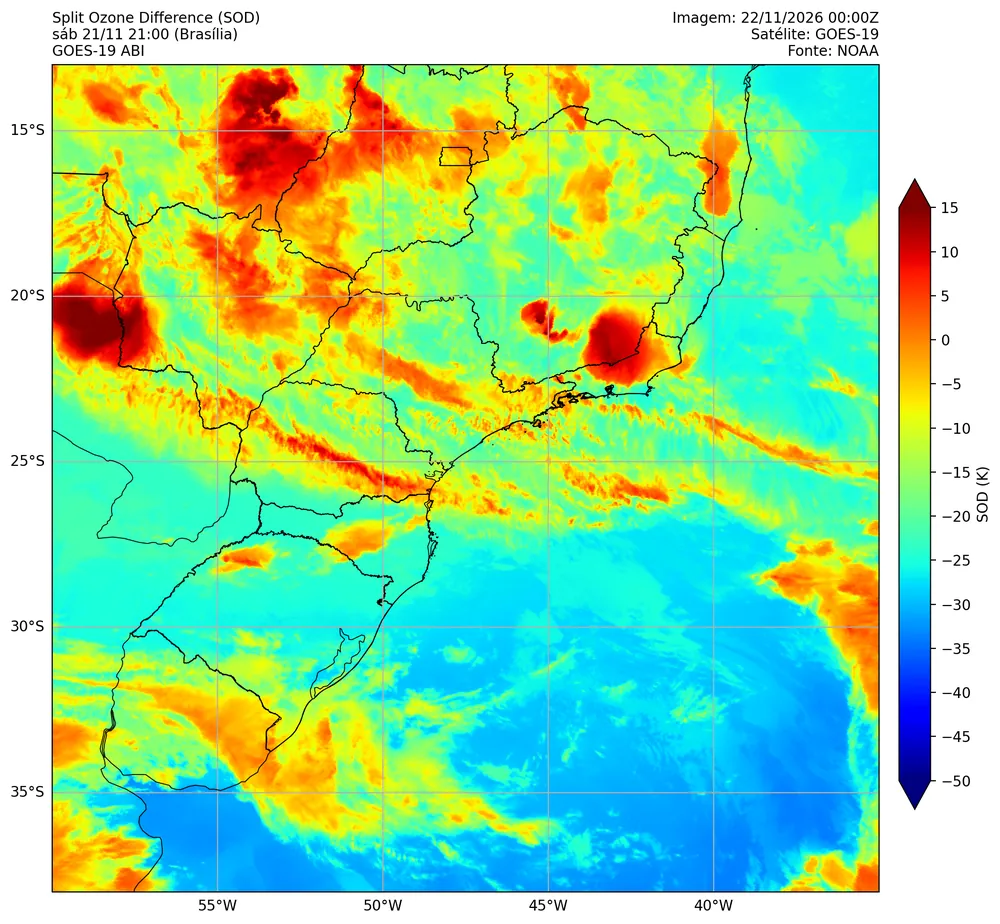 Split Ozone Difference (SOD)
sáb 21/11 21:00 (Brasília)
GOES-19 ABI
Imagem: 22/11/2026 00:00Z
Satélite: GOES-19
Fonte: NOAA
15°S
20°S
25°S
30°S
35°S
55°W
50°W
45°W
40°W
15
10
5
0
−5
−10
−15
−20
−25
−30
−35
−40
−45
−50
SOD (K)